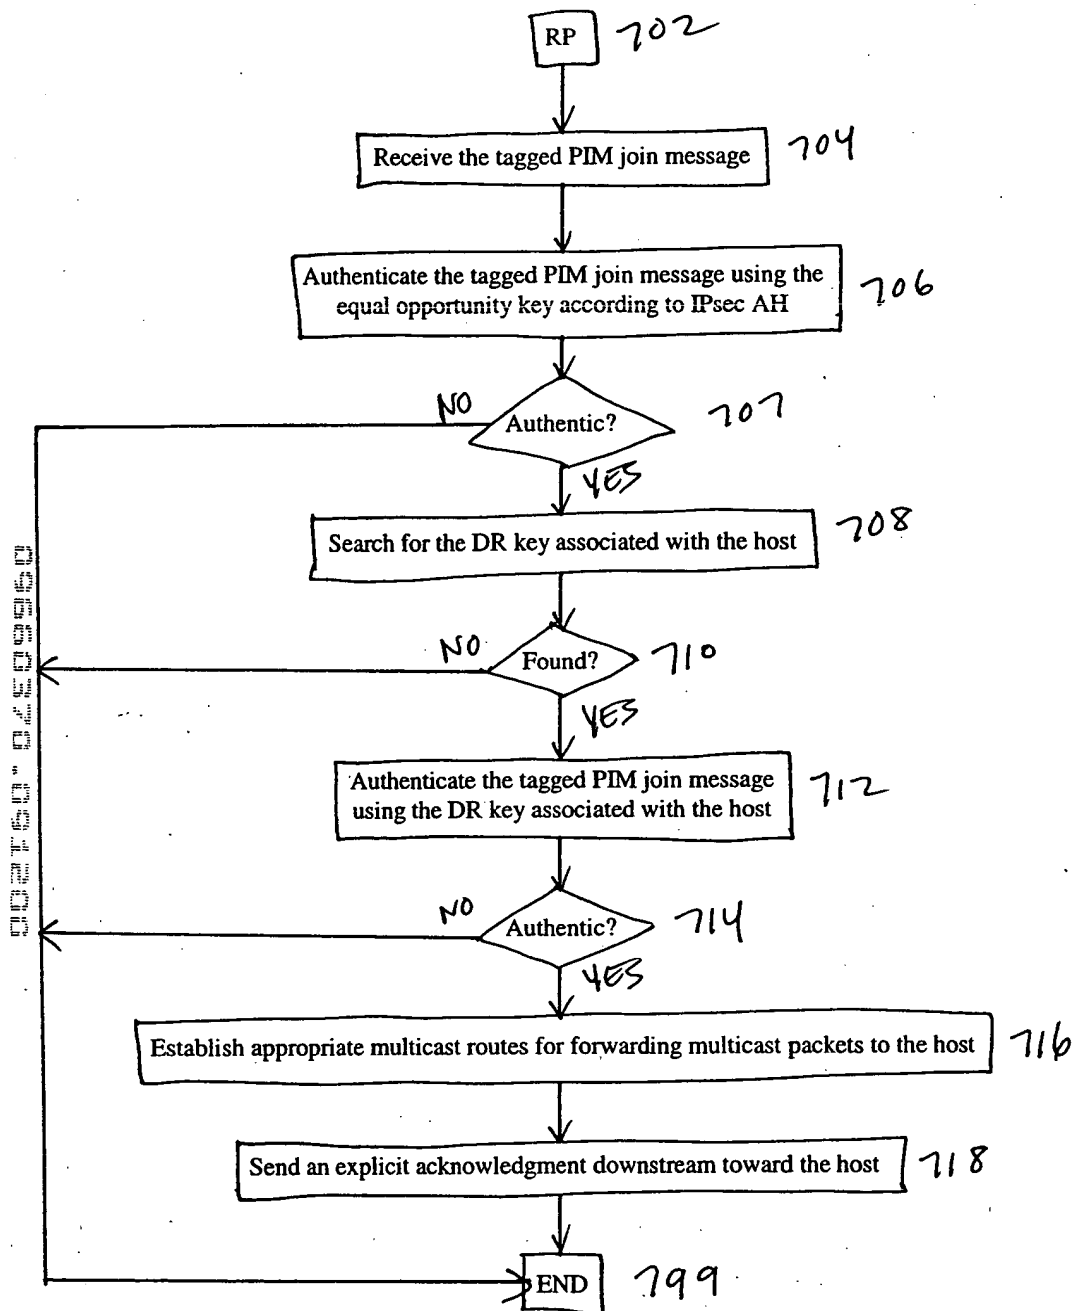 RP 702
Receive the tagged PIM join message 704
Authenticate the tagged PIM join message using the
equal opportunity key according to IPsec AH 706
NO Authentic? 707
YES
Search for the DR key associated with the host 708
NO Found? 710
YES
Authenticate the tagged PIM join message
using the DR key associated with the host 712
NO Authentic? 714
YES
Establish appropriate multicast routes for forwarding multicast packets to the host 716
Send an explicit acknowledgment downstream toward the host 718
END 799
09660370.091200